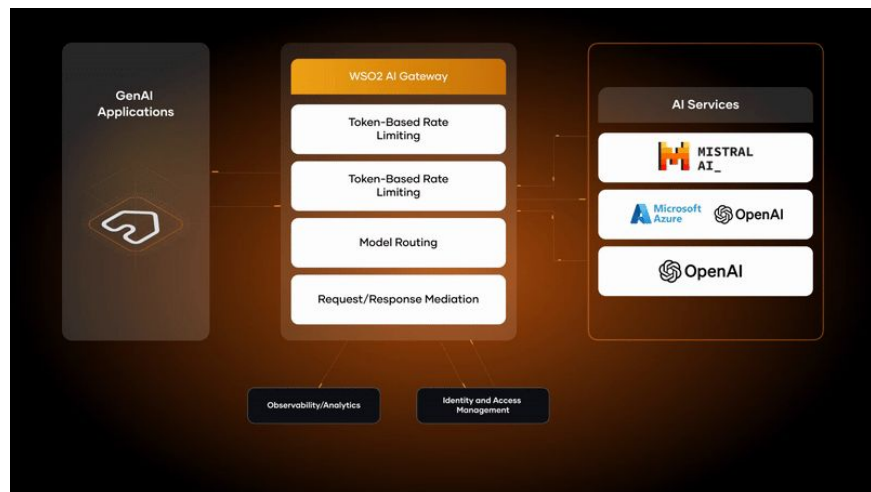 GenAI
Applications
WSO2 AI Gateway
Token-Based Rate
Limiting
Token-Based Rate
Limiting
Model Routing
Request/Response Mediation
AI Services
MISTRAL
AI_
Microsoft
Azure
OpenAI
OpenAI
Observability/Analytics
Identity and Access
Management